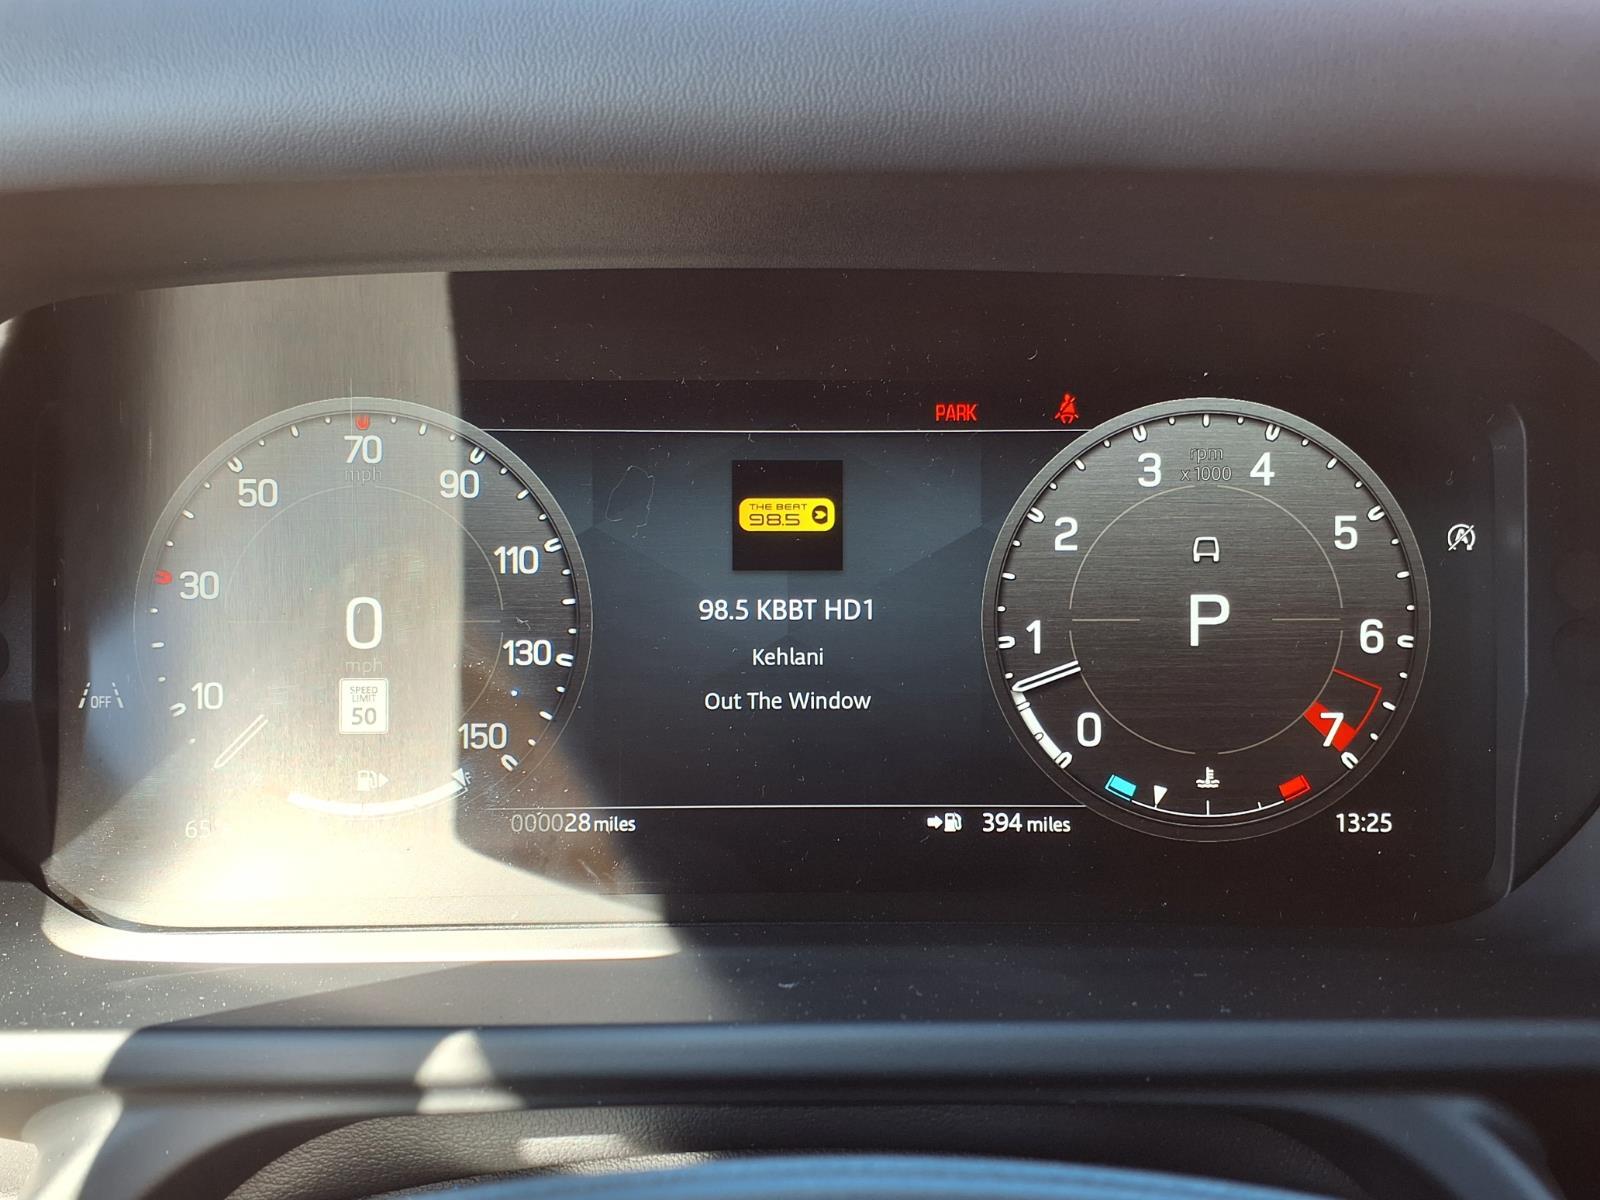 PARK
70
mph
50
90
30
110
10
130
150
0
mph
SPEED
LIMIT
50
OFF
THE BEAT
98.5
98.5 KBBT HD1
Kehlani
Out The Window
rpm
x 1000
3
4
2
5
1
6
0
7
P
000028 miles
394 miles
13:25